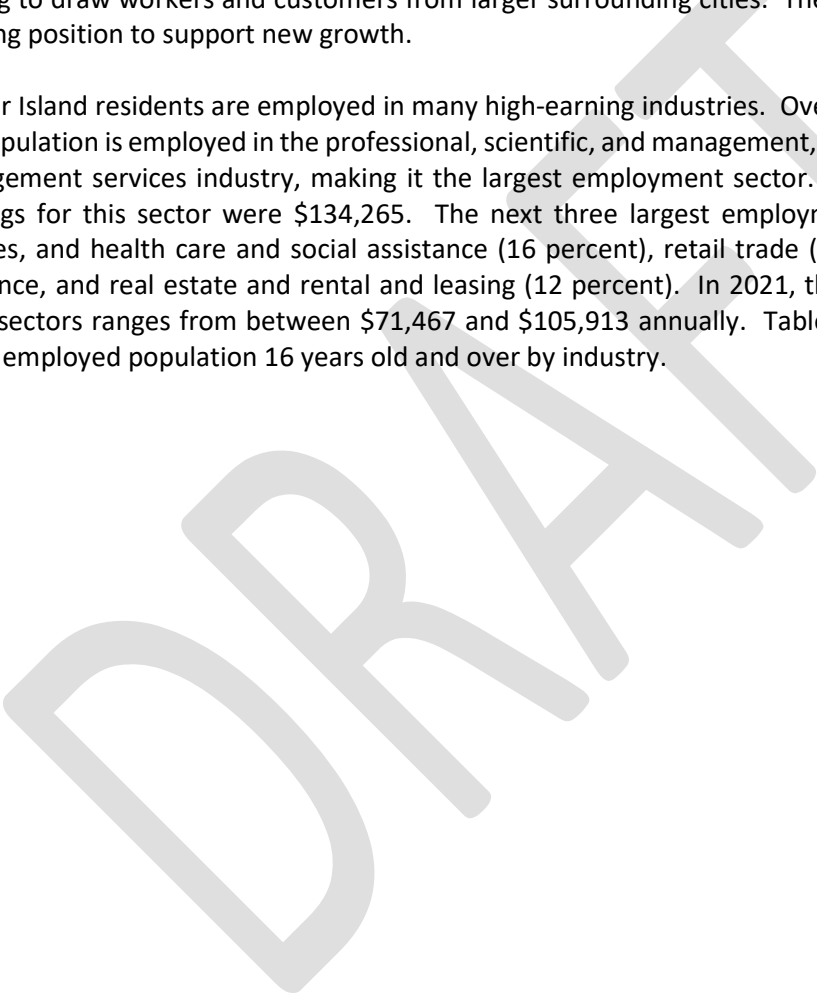 g to draw workers and customers from larger surrounding cities. The
ng position to support new growth.
r Island residents are employed in many high-earning industries. Ove
pulation is employed in the professional, scientific, and management,
gement services industry, making it the largest employment sector.
gs for this sector were $134,265. The next three largest employm
es, and health care and social assistance (16 percent), retail trade (
nce, and real estate and rental and leasing (12 percent). In 2021, th
sectors ranges from between $71,467 and $105,913 annually. Table
employed population 16 years old and over by industry.
DRAFT